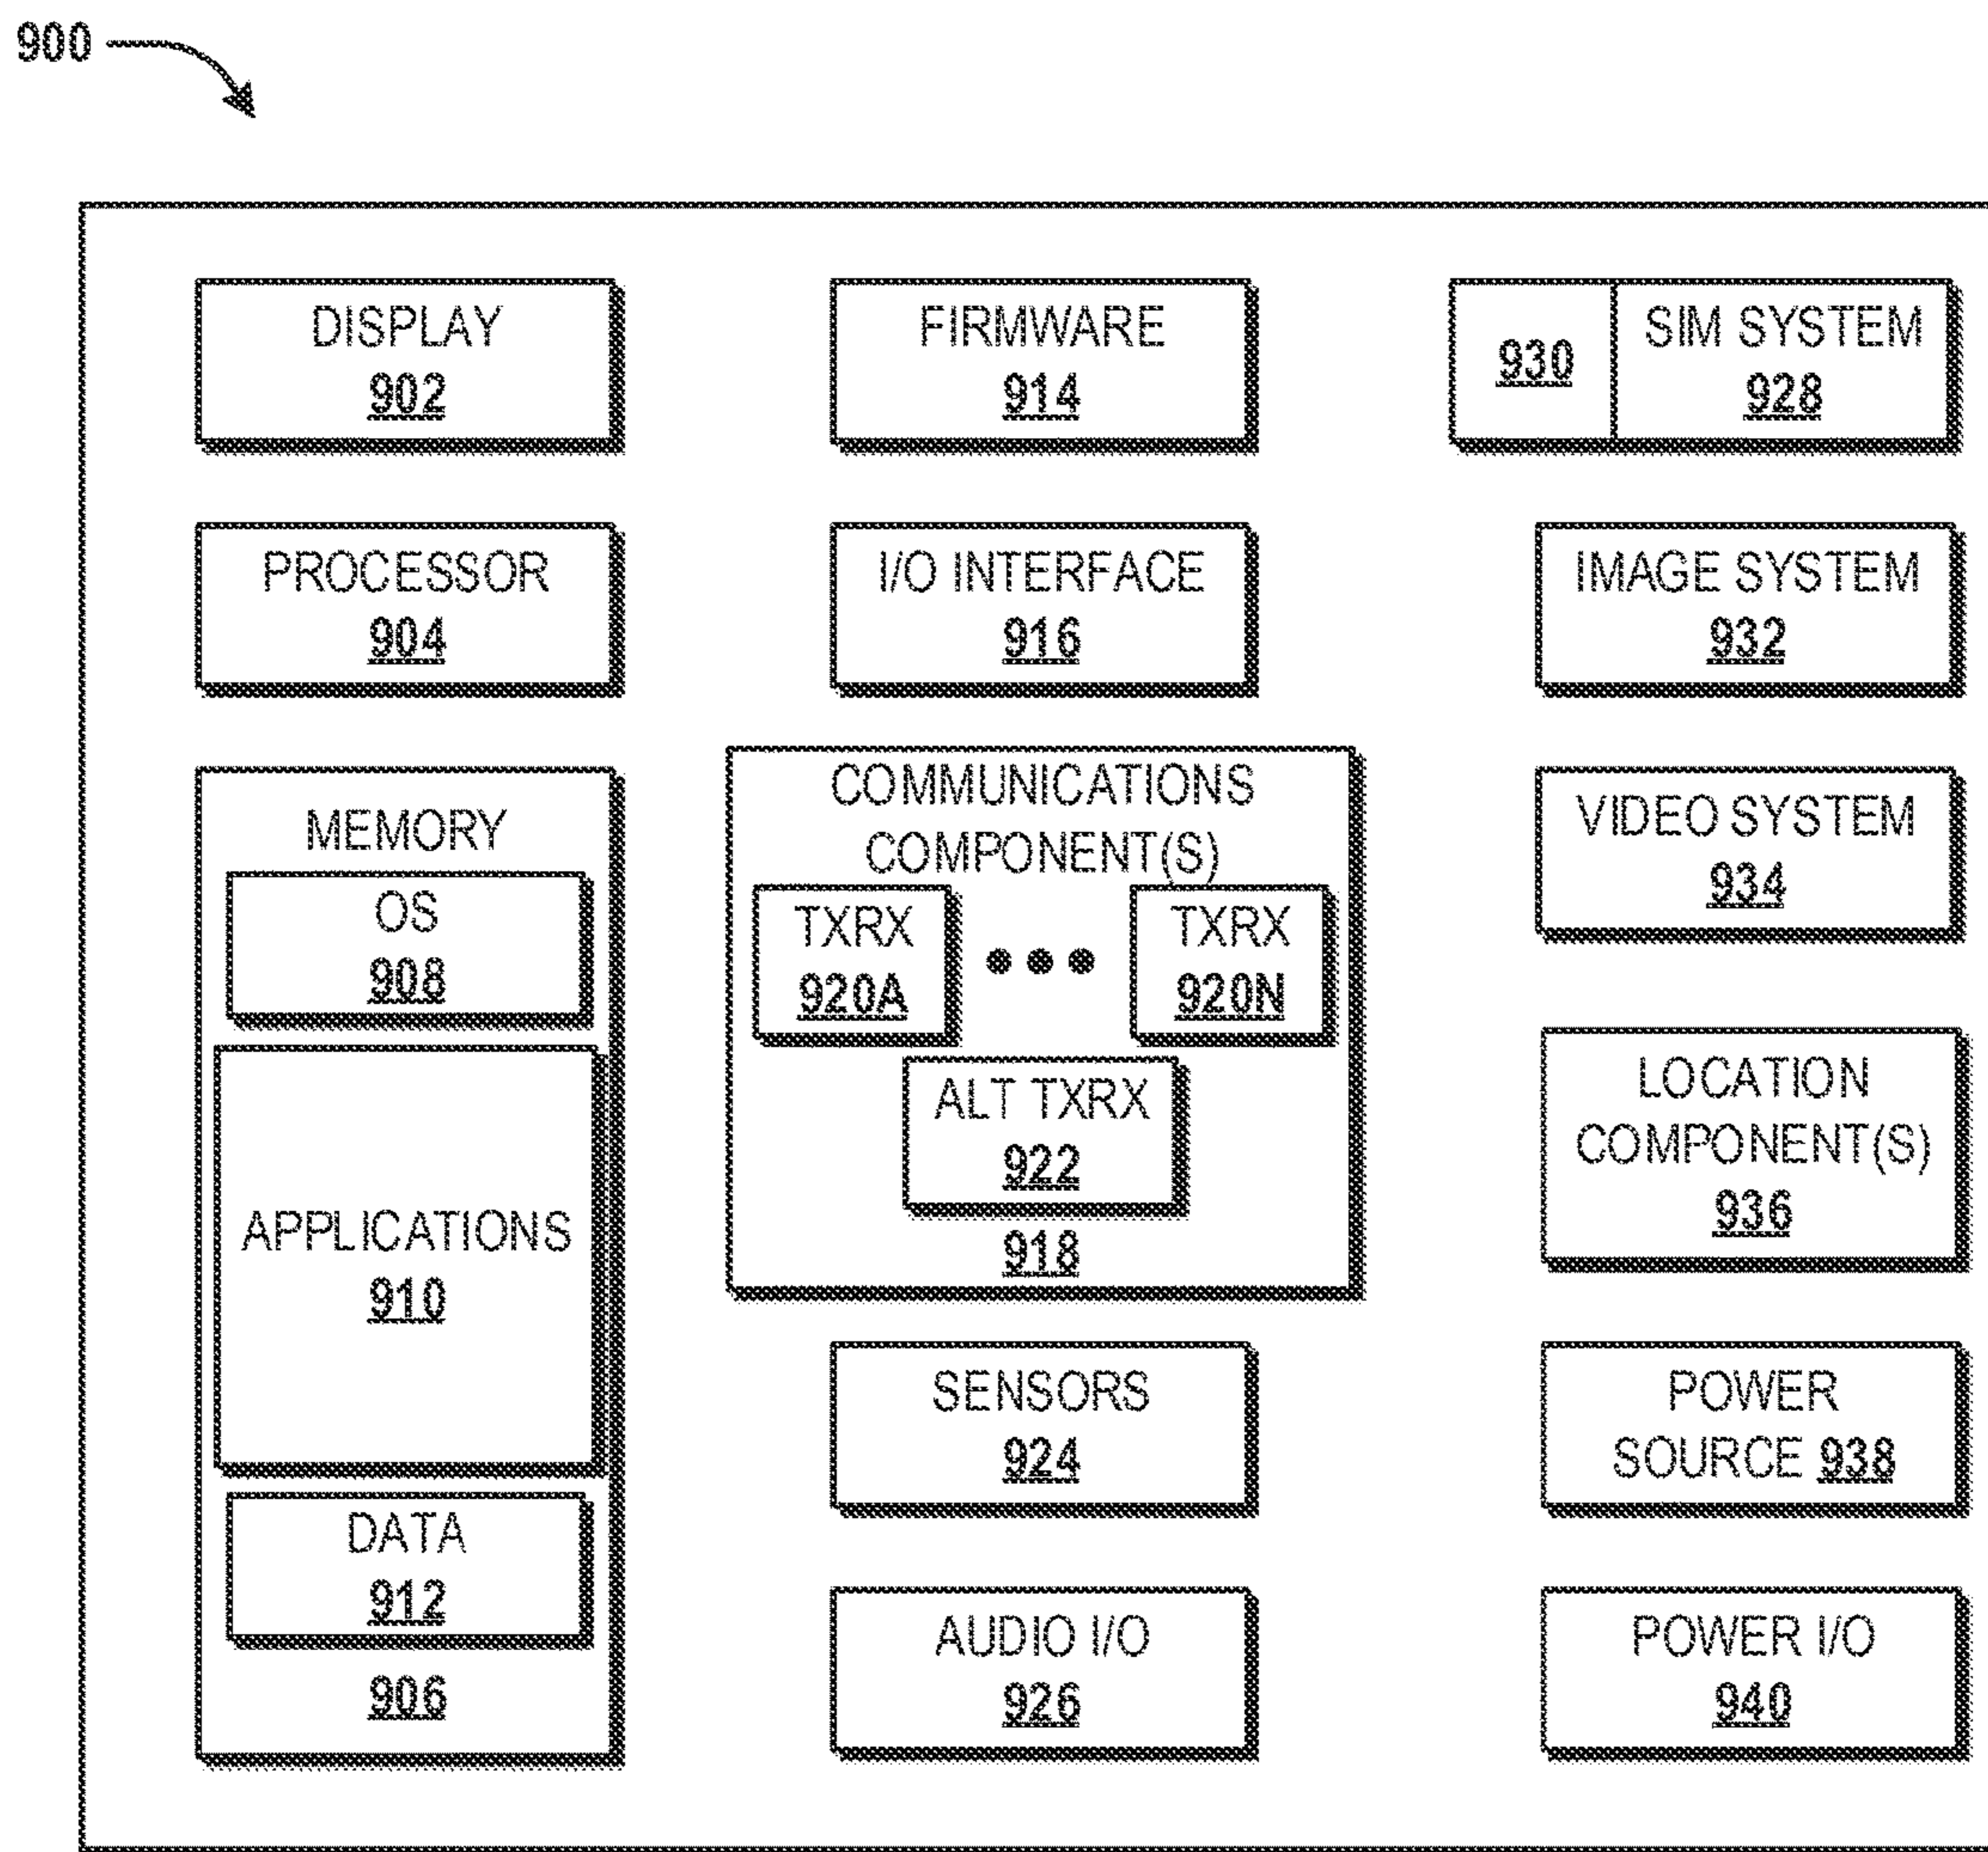 900
DISPLAY
902
PROCESSOR
904
MEMORY
OS
908
APPLICATIONS
910
DATA
912
906
FIRMWARE
914
I/O INTERFACE
916
COMMUNICATIONS
COMPONENT(S)
TXRX
920A
TXRX
920N
ALT TXRX
922
918
SENSORS
924
AUDIO I/O
926
930
SIM SYSTEM
928
IMAGE SYSTEM
932
VIDEO SYSTEM
934
LOCATION
COMPONENT(S)
936
POWER
SOURCE 938
POWER I/O
940